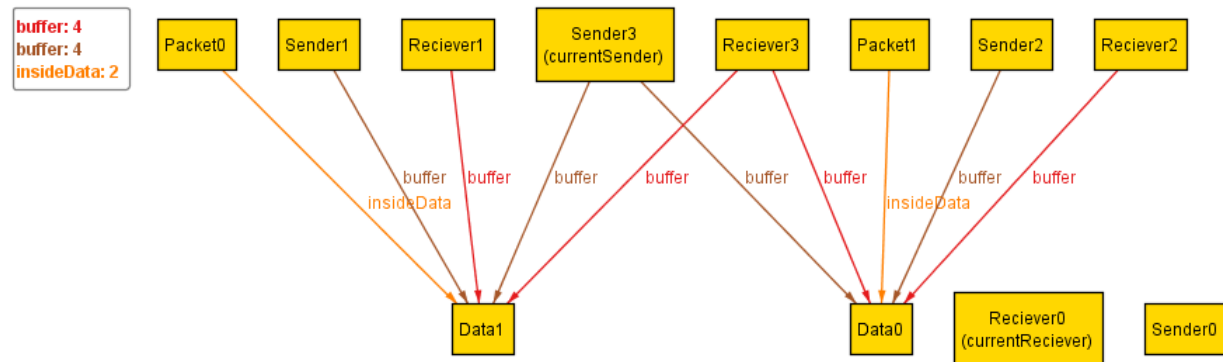 buffer: 4
buffer: 4
insideData: 2
Packet0
Sender1
Reciever1
Sender3
(currentSender)
Reciever3
Packet1
Sender2
Reciever2
buffer
buffer
buffer
buffer
buffer
buffer
buffer
buffer
insideData
insideData
Data1
Data0
Reciever0
(currentReciever)
Sender0